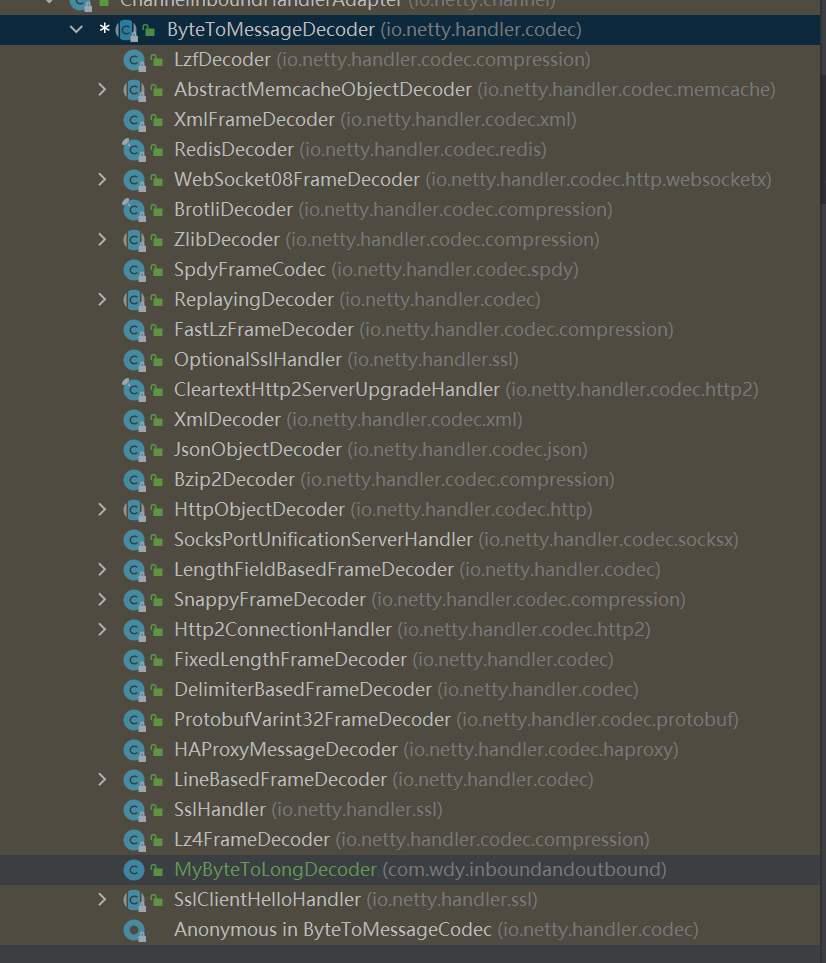 ChannelInboundHandlerAdapter (io.netty.channel)
* ByteToMessageDecoder (io.netty.handler.codec)
LzfDecoder (io.netty.handler.codec.compression)
AbstractMemcacheObjectDecoder (io.netty.handler.codec.memcache)
XmlFrameDecoder (io.netty.handler.codec.xml)
RedisDecoder (io.netty.handler.codec.redis)
WebSocket08FrameDecoder (io.netty.handler.codec.http.websocketx)
BrotliDecoder (io.netty.handler.codec.compression)
ZlibDecoder (io.netty.handler.codec.compression)
SpdyFrameCodec (io.netty.handler.codec.spdy)
ReplayingDecoder (io.netty.handler.codec)
FastLzFrameDecoder (io.netty.handler.codec.compression)
OptionalSslHandler (io.netty.handler.ssl)
CleartextHttp2ServerUpgradeHandler (io.netty.handler.codec.http2)
XmlDecoder (io.netty.handler.codec.xml)
JsonObjectDecoder (io.netty.handler.codec.json)
Bzip2Decoder (io.netty.handler.codec.compression)
HttpObjectDecoder (io.netty.handler.codec.http)
SocksPortUnificationServerHandler (io.netty.handler.codec.socksx)
LengthFieldBasedFrameDecoder (io.netty.handler.codec)
SnappyFrameDecoder (io.netty.handler.codec.compression)
Http2ConnectionHandler (io.netty.handler.codec.http2)
FixedLengthFrameDecoder (io.netty.handler.codec)
DelimiterBasedFrameDecoder (io.netty.handler.codec)
ProtobufVarint32FrameDecoder (io.netty.handler.codec.protobuf)
HAProxyMessageDecoder (io.netty.handler.codec.haproxy)
LineBasedFrameDecoder (io.netty.handler.codec)
SslHandler (io.netty.handler.ssl)
Lz4FrameDecoder (io.netty.handler.codec.compression)
MyByteToLongDecoder (com.wdy.inboundandoutbound)
SslClientHelloHandler (io.netty.handler.ssl)
Anonymous in ByteToMessageCodec (io.netty.handler.codec)